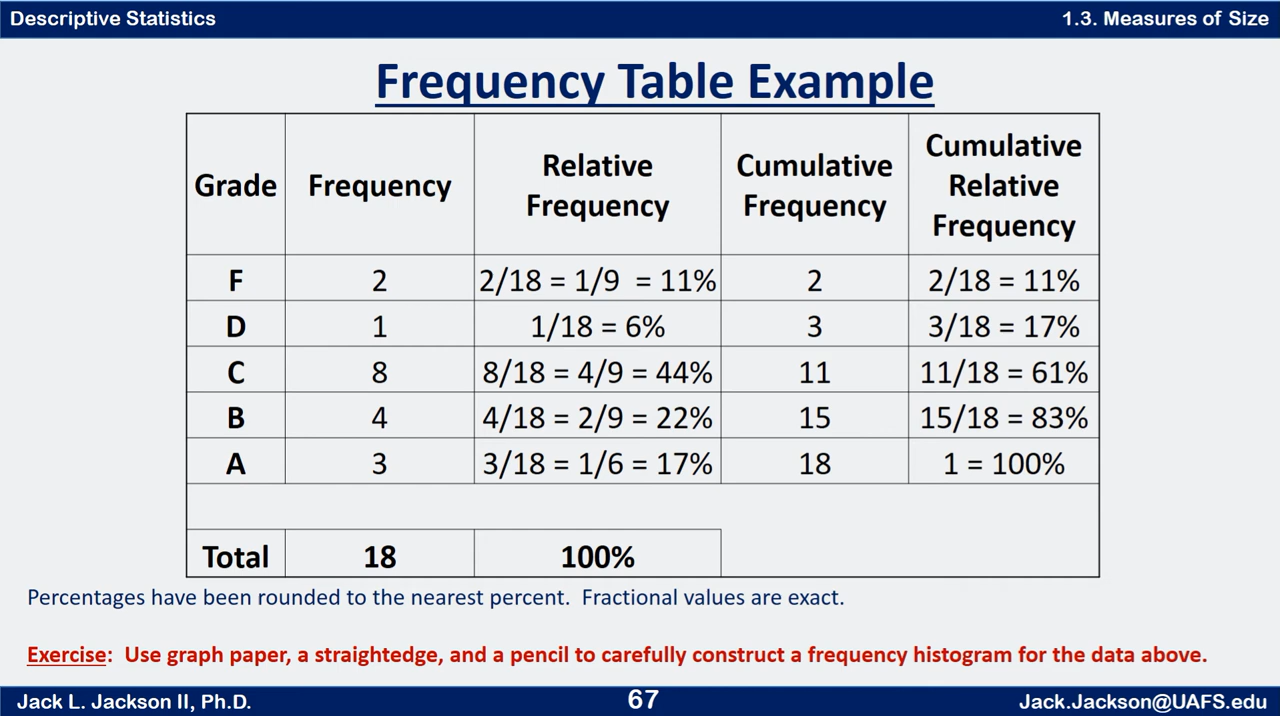 Descriptive Statistics
1.3. Measures of Size
Frequency Table Example
Grade Frequency Relative Frequency Cumulative Frequency Cumulative Relative Frequency
F 2 2/18 = 1/9 = 11% 2 2/18 = 11%
D 1 1/18 = 6% 3 3/18 = 17%
C 8 8/18 = 4/9 = 44% 11 11/18 = 61%
B 4 4/18 = 2/9 = 22% 15 15/18 = 83%
A 3 3/18 = 1/6 = 17% 18 1 = 100%
Total 18 100%
Percentages have been rounded to the nearest percent. Fractional values are exact.
Exercise: Use graph paper, a straightedge, and a pencil to carefully construct a frequency histogram for the data above.
Jack L. Jackson II, Ph.D.
67
Jack.Jackson@UAFS.edu